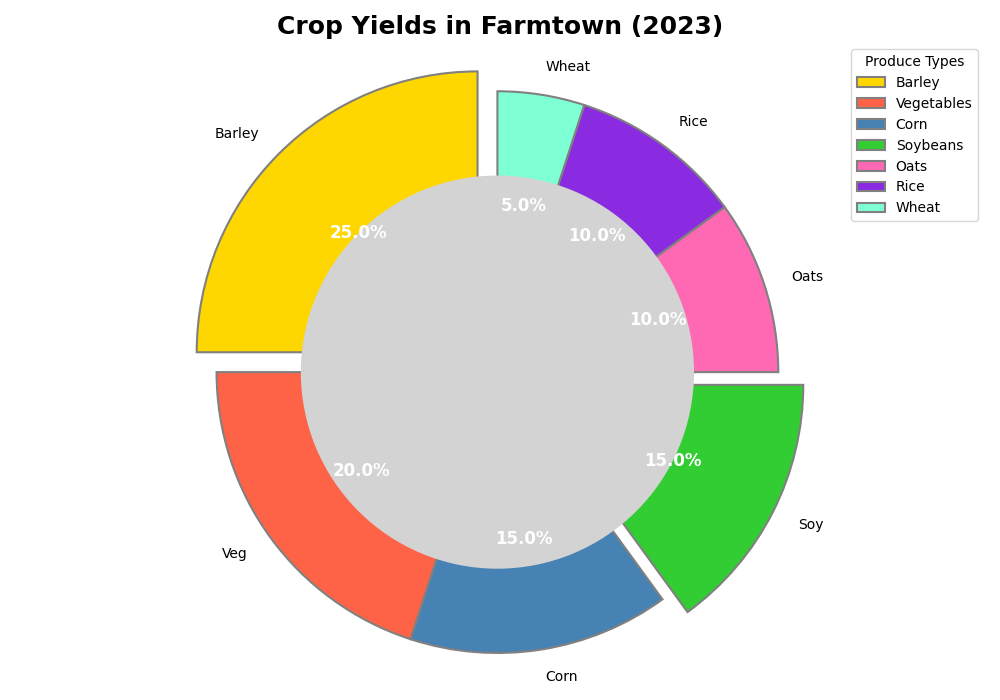 Crop Yields in Farmtown (2023)
Wheat
Rice
Barley
Oats
Soy
Veg
Corn
5.0%
10.0%
25.0%
10.0%
15.0%
20.0%
15.0%
Produce Types
Barley
Vegetables
Corn
Soybeans
Oats
Rice
Wheat